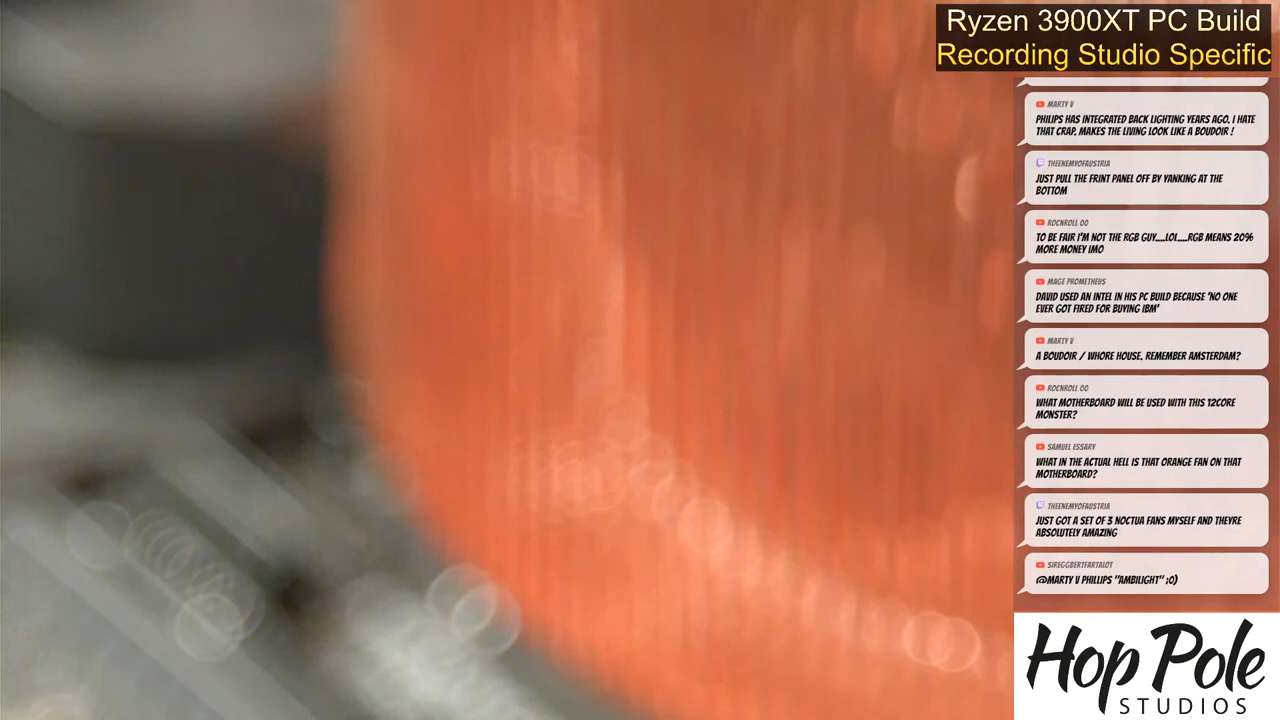 Ryzen 3900XT PC Build
Recording Studio Specific
MARTY V
PHILIPS HAS INTEGRATED BACK LIGHTING YEARS AGO. I HATE
THAT CRAP. MAKES THE LIVING LOOK LIKE A BOUDOIR !
THEENEMYOFAUSTRIA
JUST PULL THE FRINT PANEL OFF BY YANKING AT THE
BOTTOM
ROCNROLL OO
TO BE FAIR I'M NOT THE RGB GUY....LOL....RGB MEANS 20%
MORE MONEY IMO
MAGE PROMETHEUS
DAVID USED AN INTEL IN HIS PC BUILD BECAUSE 'NO ONE
EVER GOT FIRED FOR BUYING IBM'
MARTY V
A BOUDOIR / WHORE HOUSE. REMEMBER AMSTERDAM?
ROCNROLL OO
WHAT MOTHERBOARD WILL BE USED WITH THIS 12CORE
MONSTER?
SAMUEL ESSARY
WHAT IN THE ACTUAL HELL IS THAT ORANGE FAN ON THAT
MOTHERBOARD?
THEENEMYOFAUSTRIA
JUST GOT A SET OF 3 NOCTUA FANS MYSELF AND THEYRE
ABSOLUTELY AMAZING
SIREGGBERTFARTALOT
@MARTY V PHILLIPS "AMBILIGHT" ;O)
Hop Pole
STUDIOS